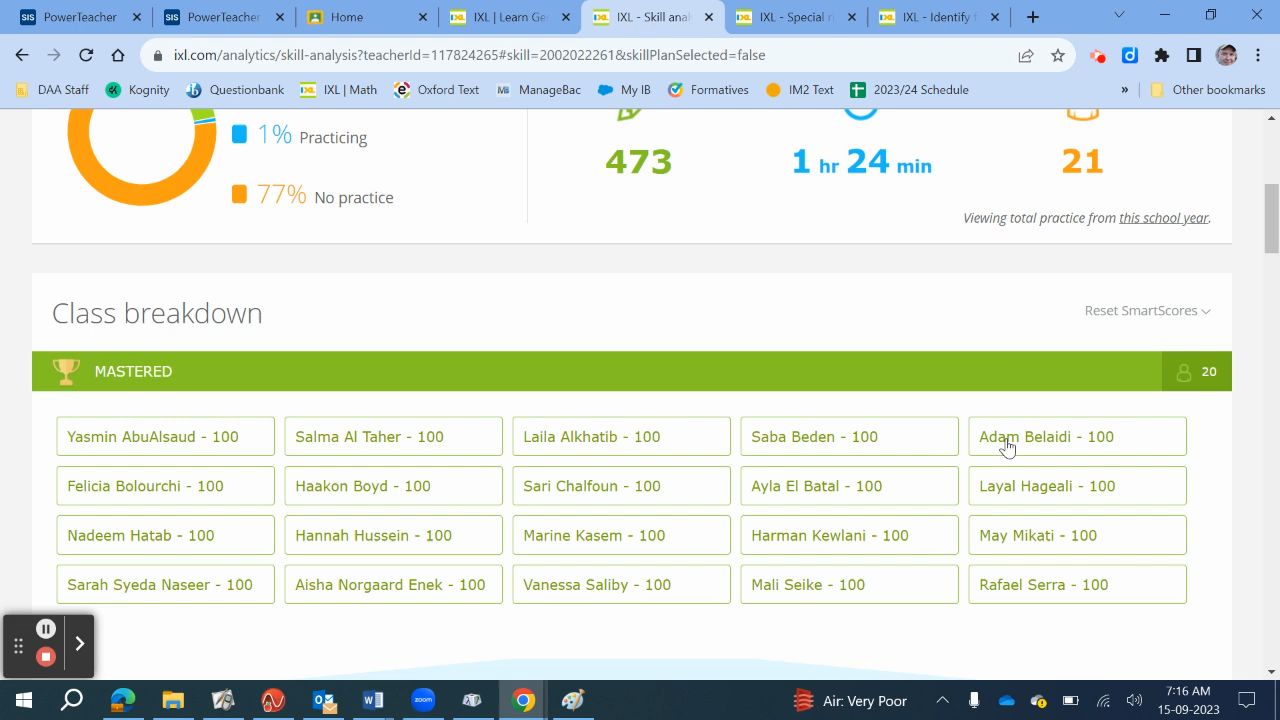 PowerTeacher
PowerTeacher
Home
IXL | Learn Ge
IXL - Skill ana
IXL - Special ri
IXL - Identify t
ixl.com/analytics/skill-analysis?teacherId=117824265#skill=2002022261&skillPlanSelected=false
DAA Staff
Kognity
Questionbank
IXL | Math
Oxford Text
ManageBac
My IB
Formatives
IM2 Text
2023/24 Schedule
»
Other bookmarks
1% Practicing
77% No practice
473
1 hr 24 min
21
Viewing total practice from this school year.
Class breakdown
Reset SmartScores
MASTERED
20
Yasmin AbuAlsaud - 100
Salma Al Taher - 100
Laila Alkhatib - 100
Saba Beden - 100
Adam Belaidi - 100
Felicia Bolourchi - 100
Haakon Boyd - 100
Sari Chalfoun - 100
Ayla El Batal - 100
Layal Hageali - 100
Nadeem Hatab - 100
Hannah Hussein - 100
Marine Kasem - 100
Harman Kewlani - 100
May Mikati - 100
Sarah Syeda Naseer - 100
Aisha Norgaard Enek - 100
Vanessa Saliby - 100
Mali Seike - 100
Rafael Serra - 100
zoom
Air: Very Poor
7:16 AM
15-09-2023